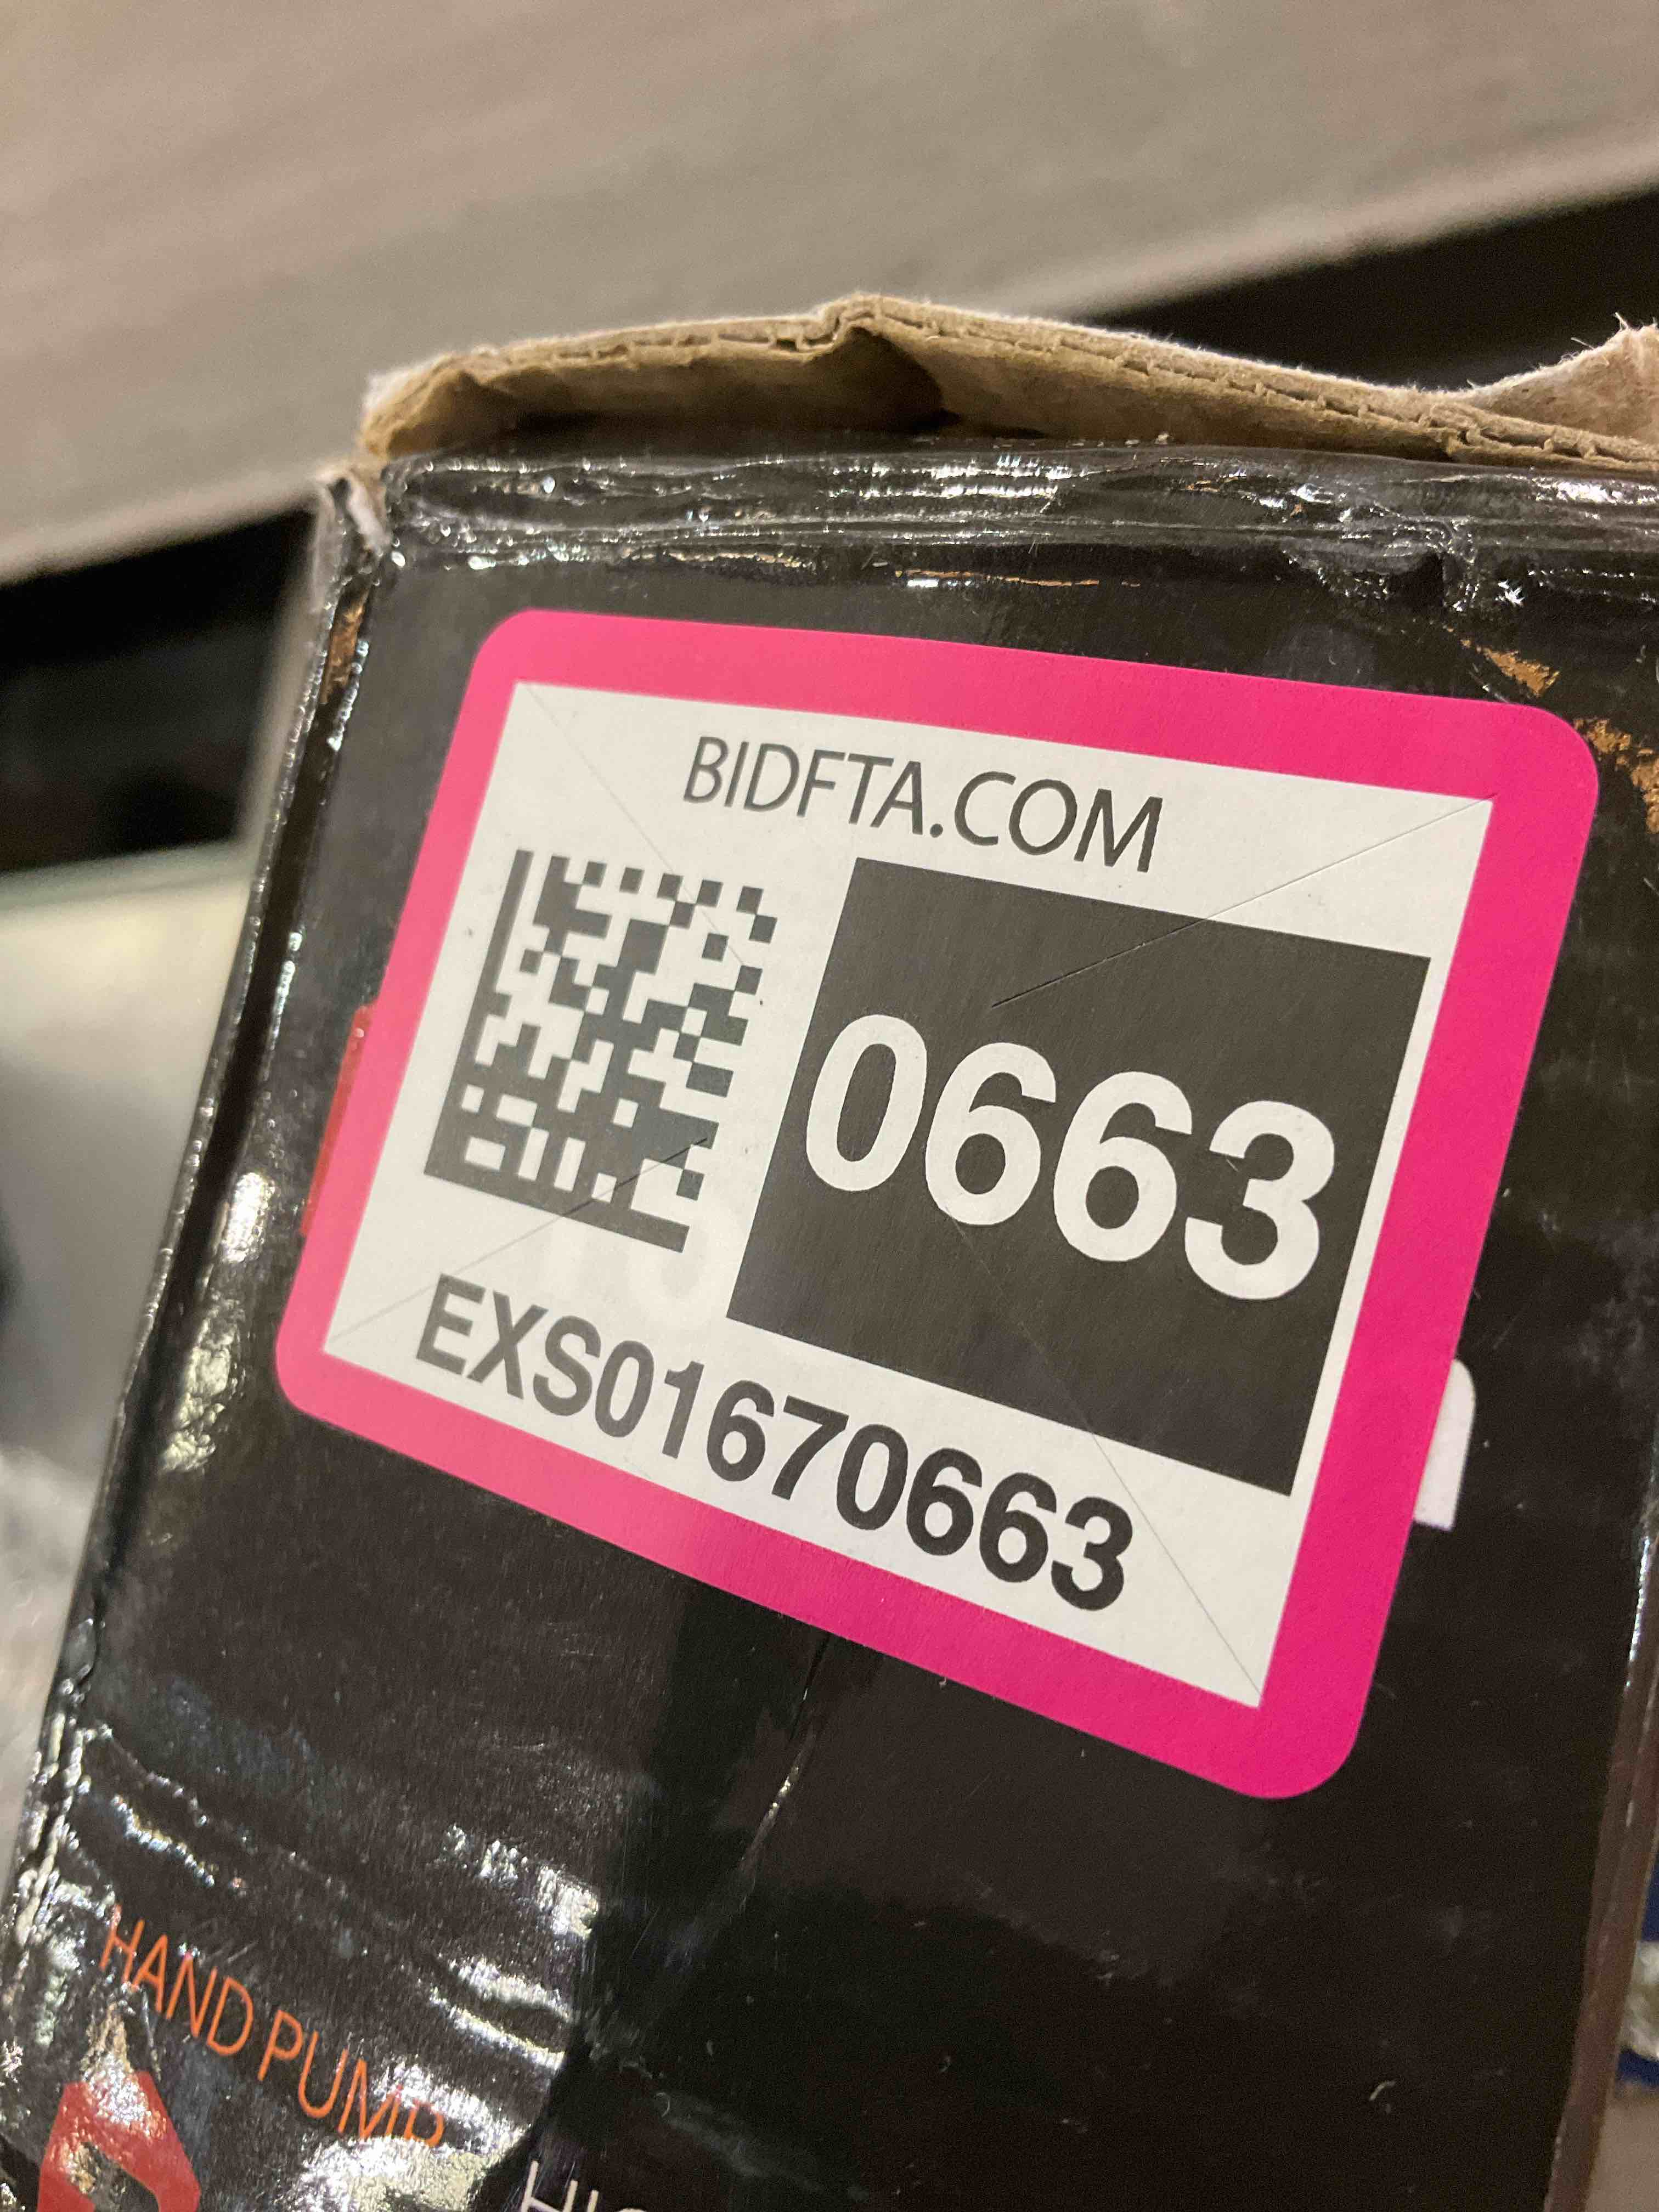 BIDFTA.COM
0663
EXS01670663
HAND PUMP